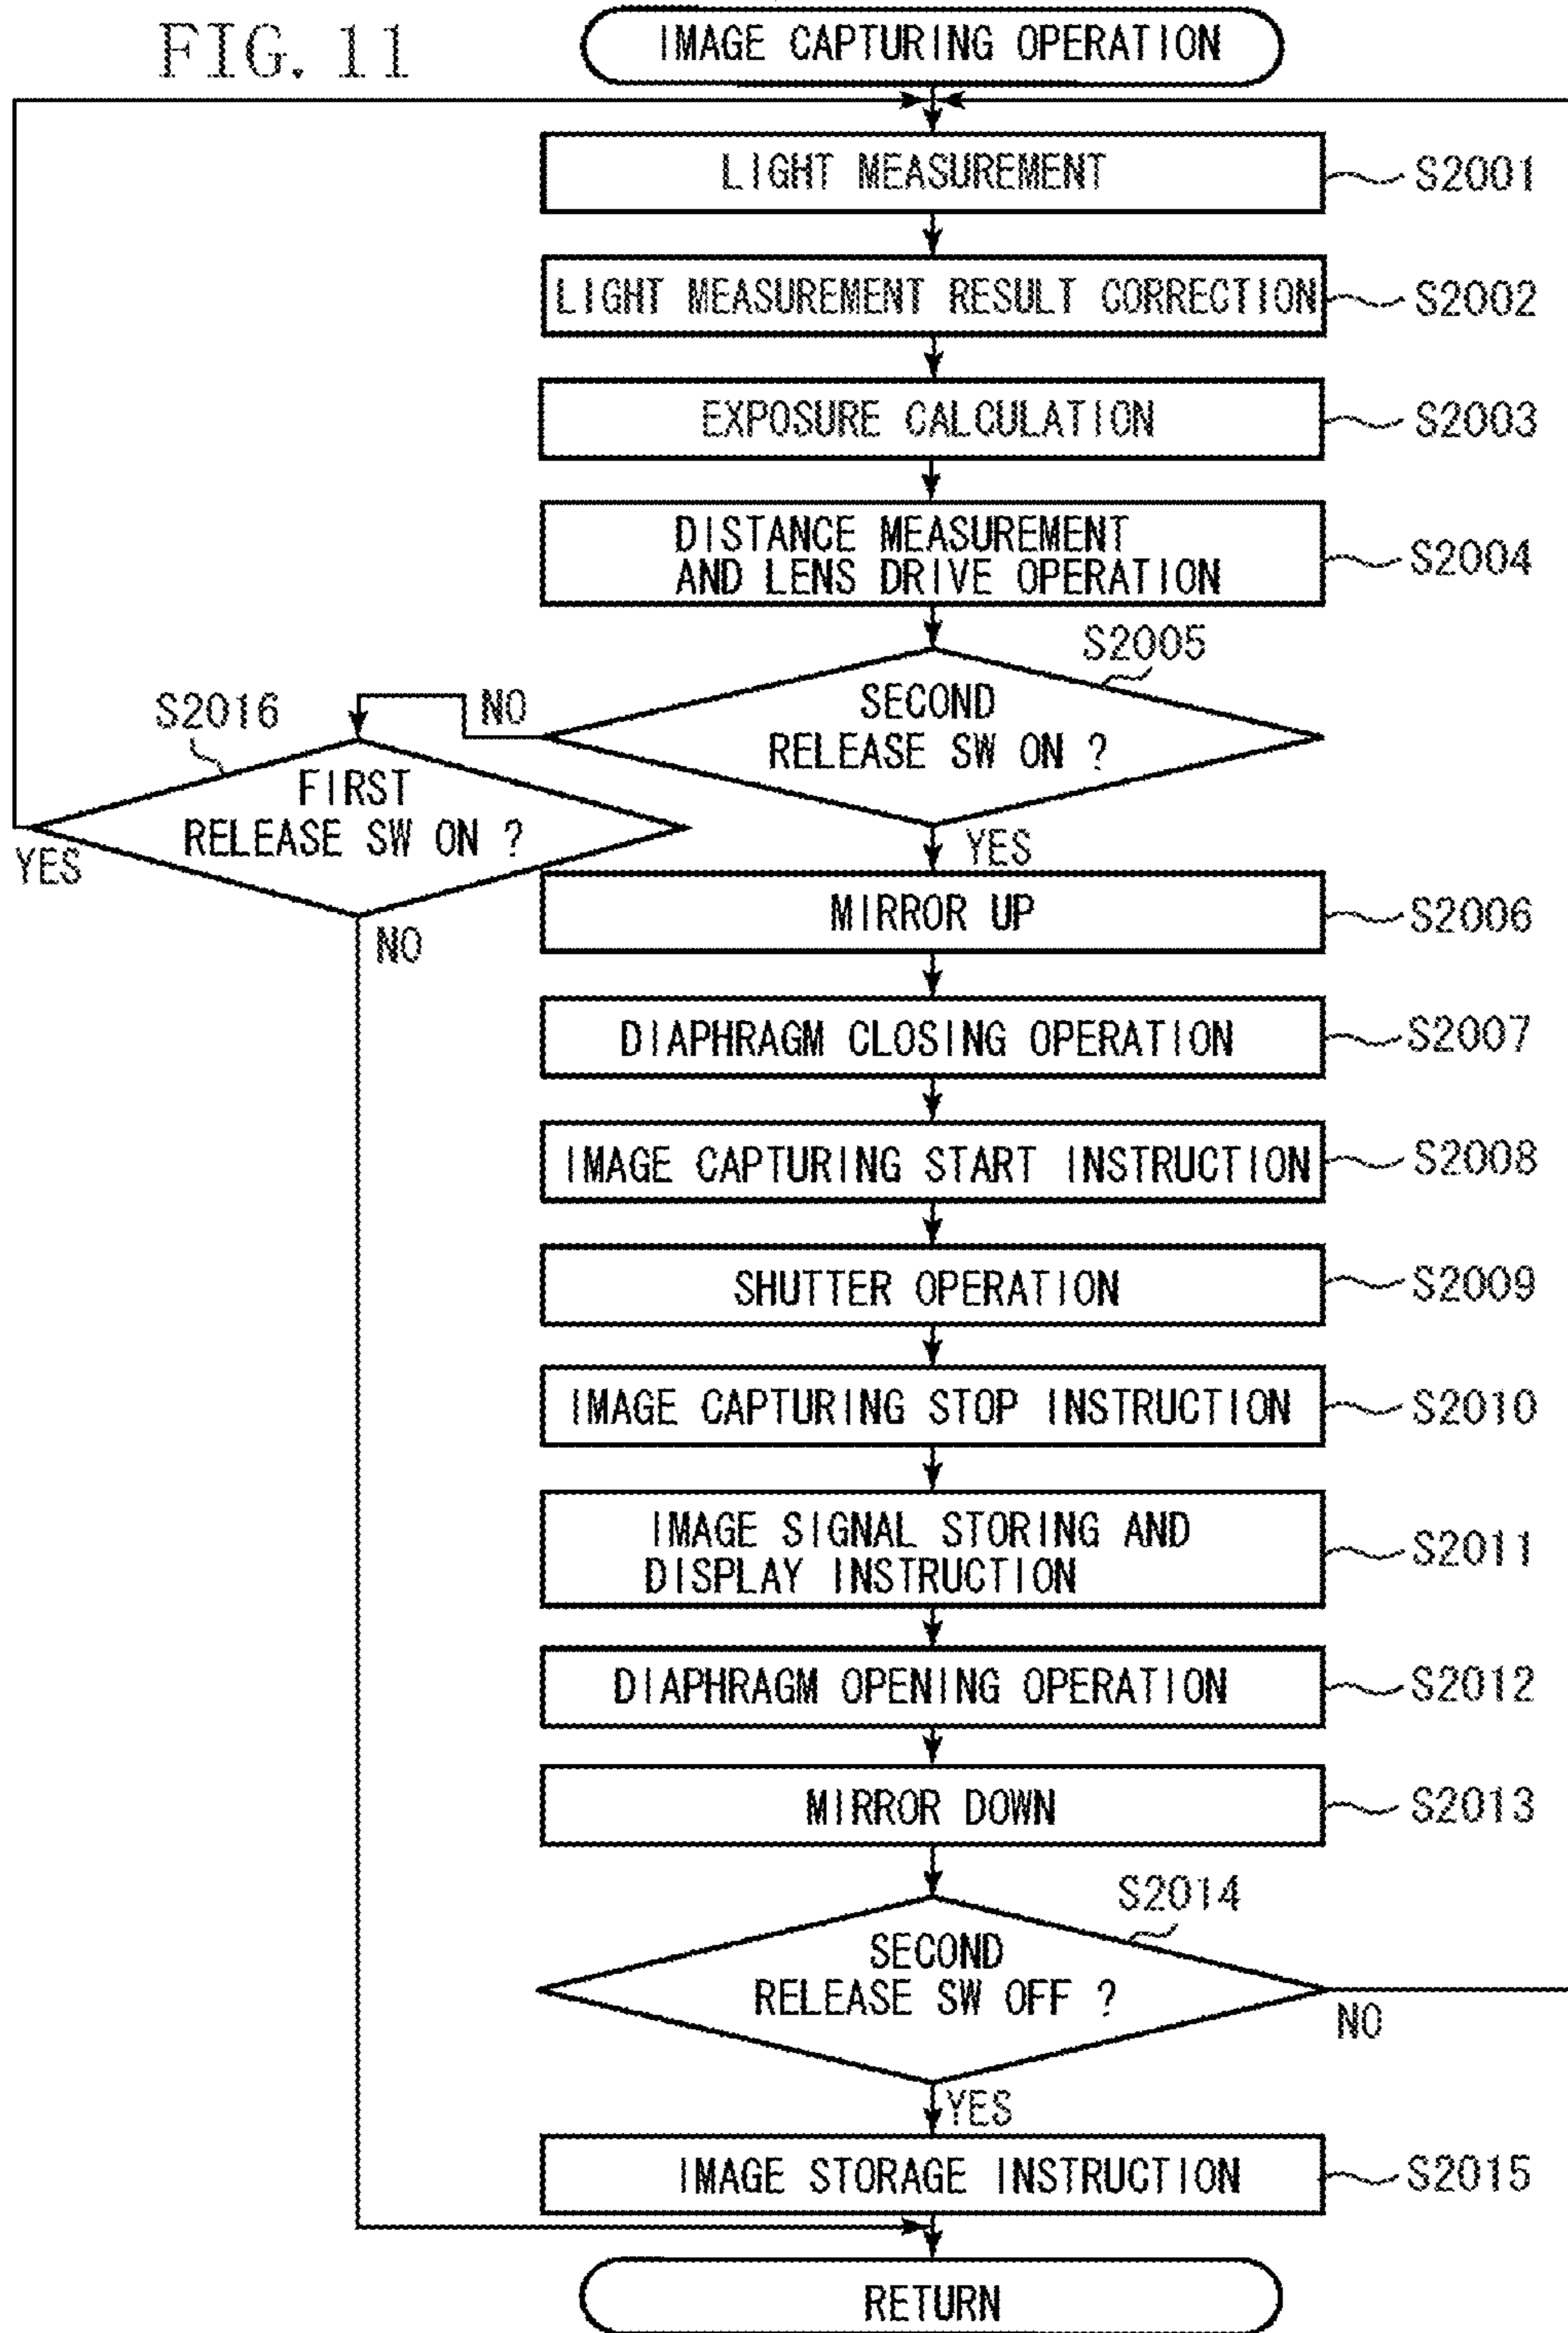 FIG. 11
IMAGE CAPTURING OPERATION
LIGHT MEASUREMENT
S2001
LIGHT MEASUREMENT RESULT CORRECTION
S2002
EXPOSURE CALCULATION
S2003
DISTANCE MEASUREMENT
AND LENS DRIVE OPERATION
S2004
S2005
SECOND
RELEASE SW ON ?
NO
S2016
FIRST
RELEASE SW ON ?
YES
NO
YES
MIRROR UP
S2006
DIAPHRAGM CLOSING OPERATION
S2007
IMAGE CAPTURING START INSTRUCTION
S2008
SHUTTER OPERATION
S2009
IMAGE CAPTURING STOP INSTRUCTION
S2010
IMAGE SIGNAL STORING AND
DISPLAY INSTRUCTION
S2011
DIAPHRAGM OPENING OPERATION
S2012
MIRROR DOWN
S2013
S2014
SECOND
RELEASE SW OFF ?
NO
YES
IMAGE STORAGE INSTRUCTION
S2015
RETURN